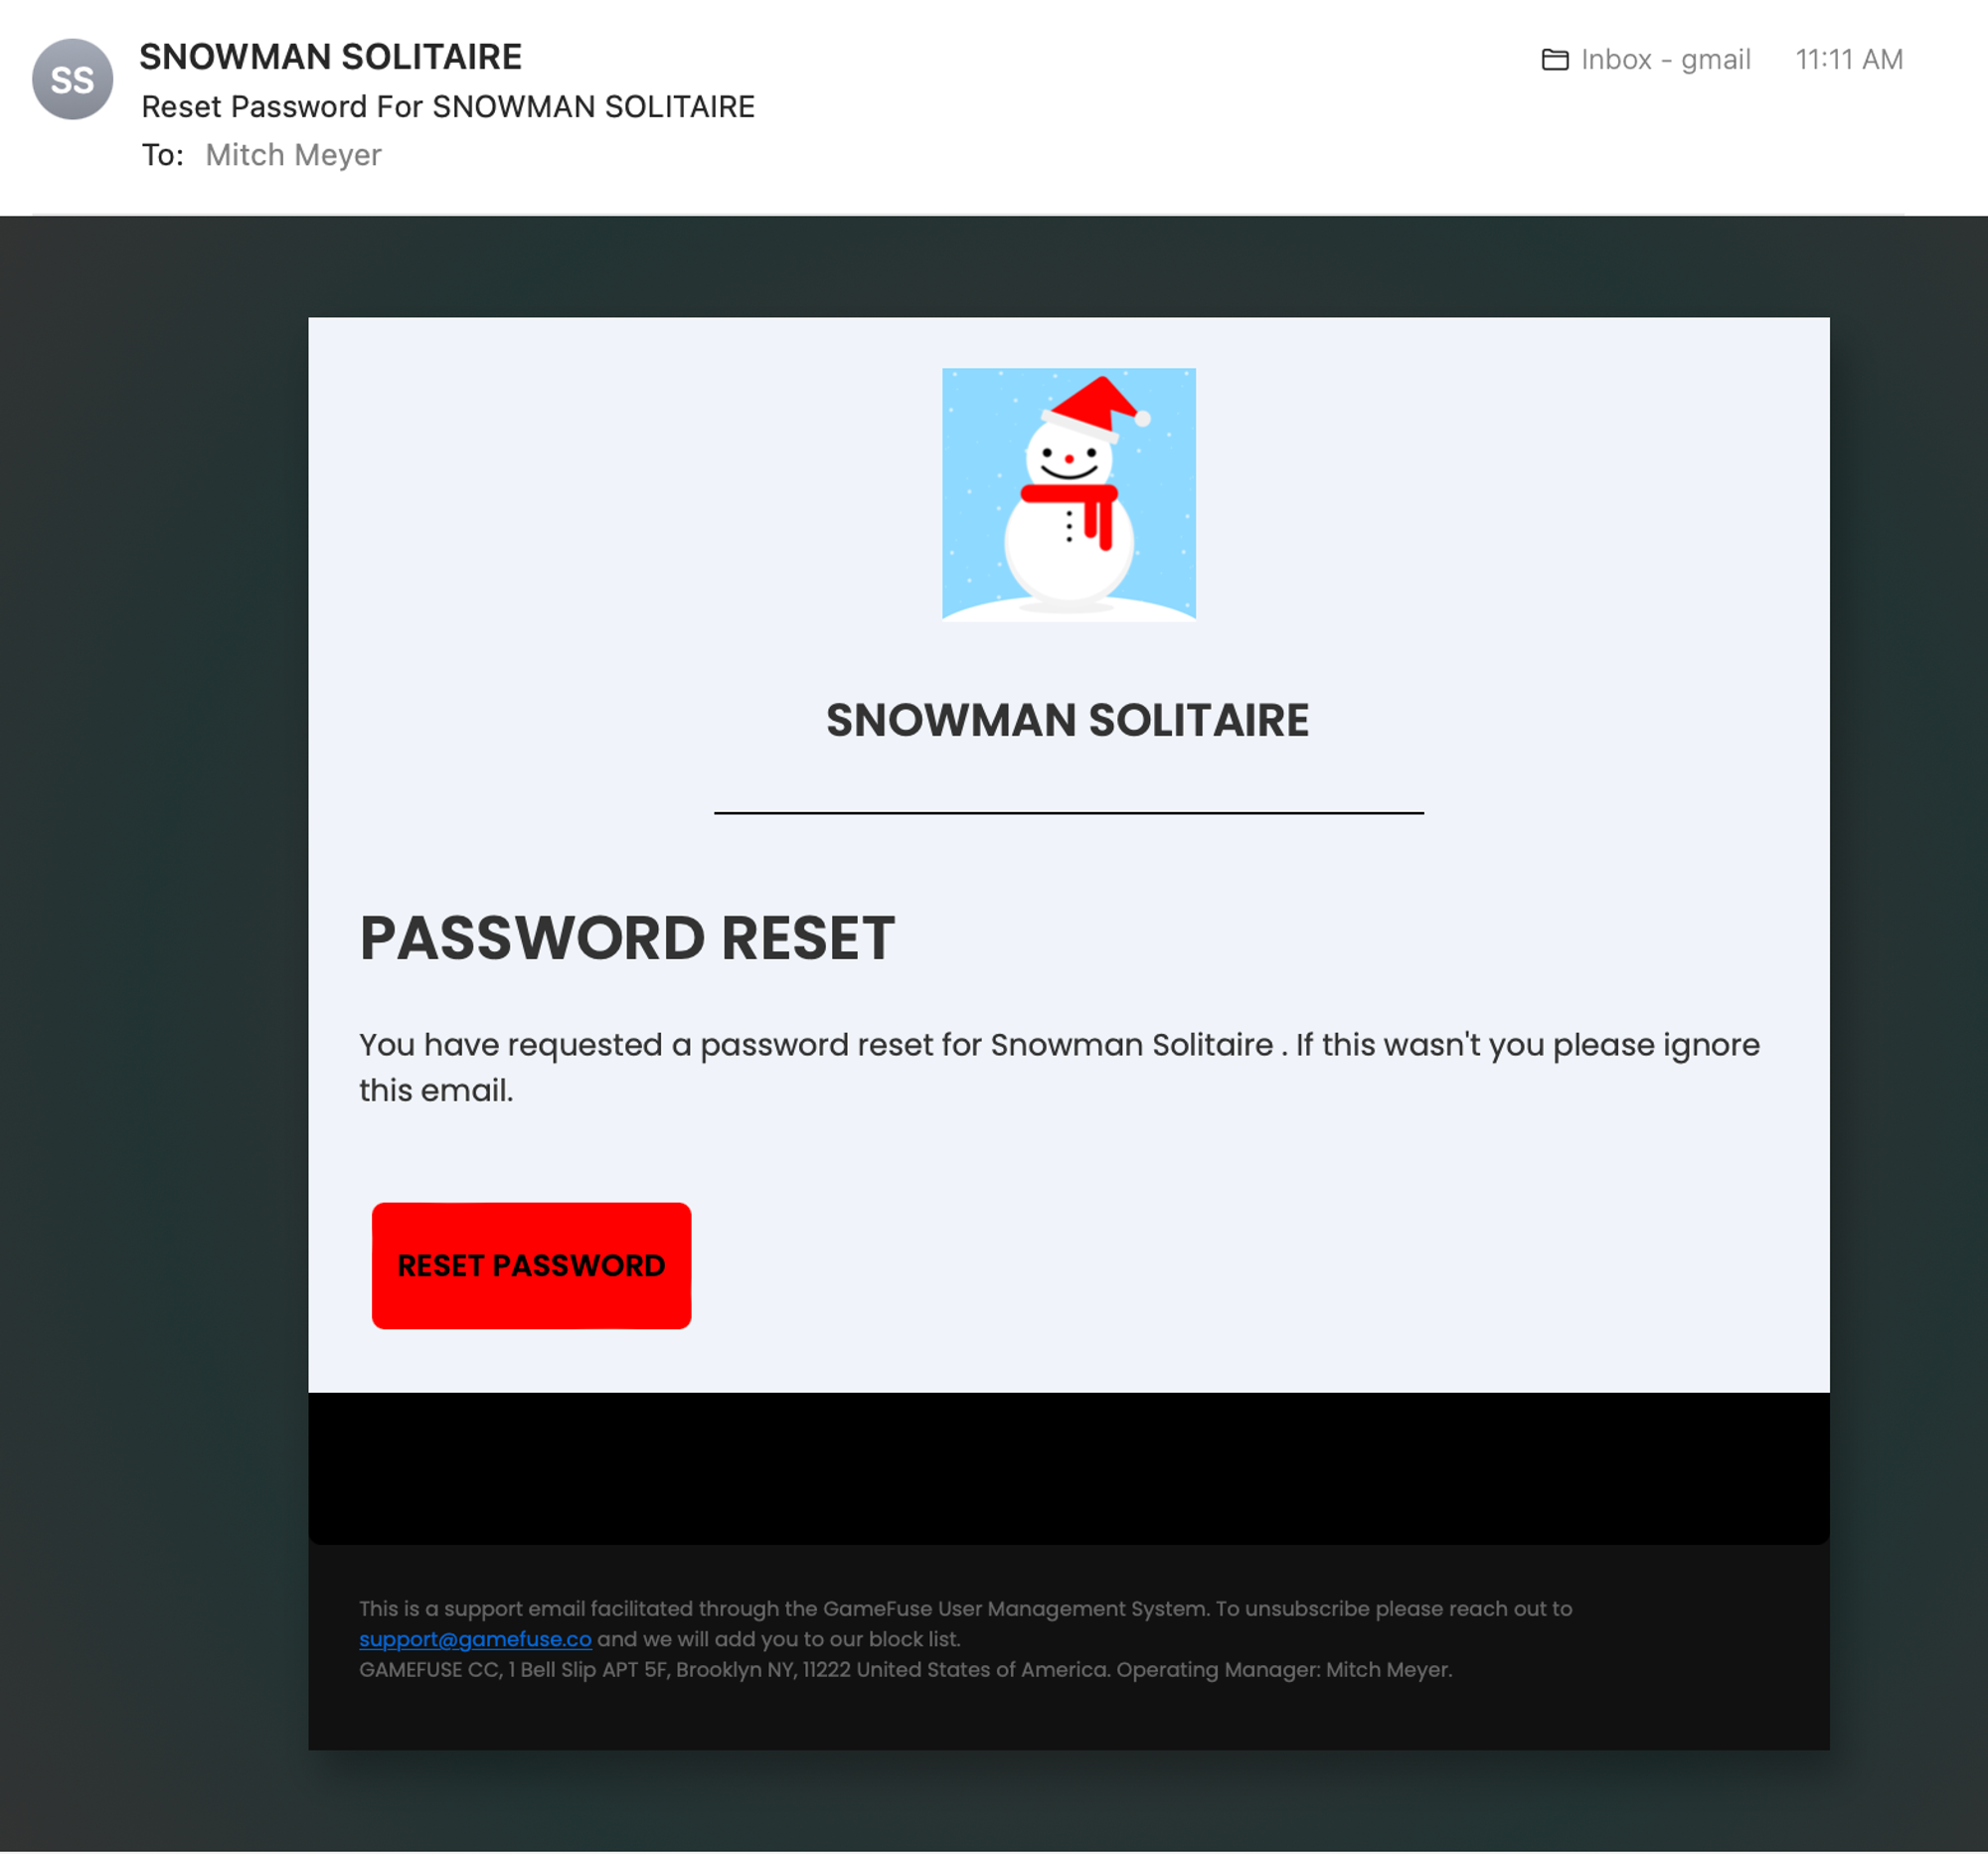 SS
SNOWMAN SOLITAIRE
Inbox - gmail 11:11 AM
Reset Password For SNOWMAN SOLITAIRE
To: Mitch Meyer
SNOWMAN SOLITAIRE
PASSWORD RESET
You have requested a password reset for Snowman Solitaire . If this wasn't you please ignore
this email.
RESET PASSWORD
This is a support email facilitated through the GameFuse User Management System. To unsubscribe please reach out to
support@gamefuse.co and we will add you to our block list.
GAMEFUSE CC, 1 Bell Slip APT 5F, Brooklyn NY, 11222 United States of America. Operating Manager: Mitch Meyer.